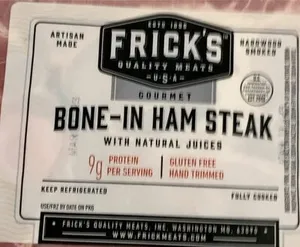 ESTD 1896
ARTISAN
MADE
FRICK'S
QUALITY MEATS
U·S·A
HARDWOOD
SMOKED
GOURMET
BONE-IN HAM STEAK
WITH NATURAL JUICES
9g PROTEIN
PER SERVING
GLUTEN FREE
HAND TRIMMED
KEEP REFRIGERATED
FULLY COOKED
USE/FRZ BY DATE ON PKG
FRICK'S QUALITY MEATS, INC. WASHINGTON MO. 63090
WWW.FRICKMEATS.COM